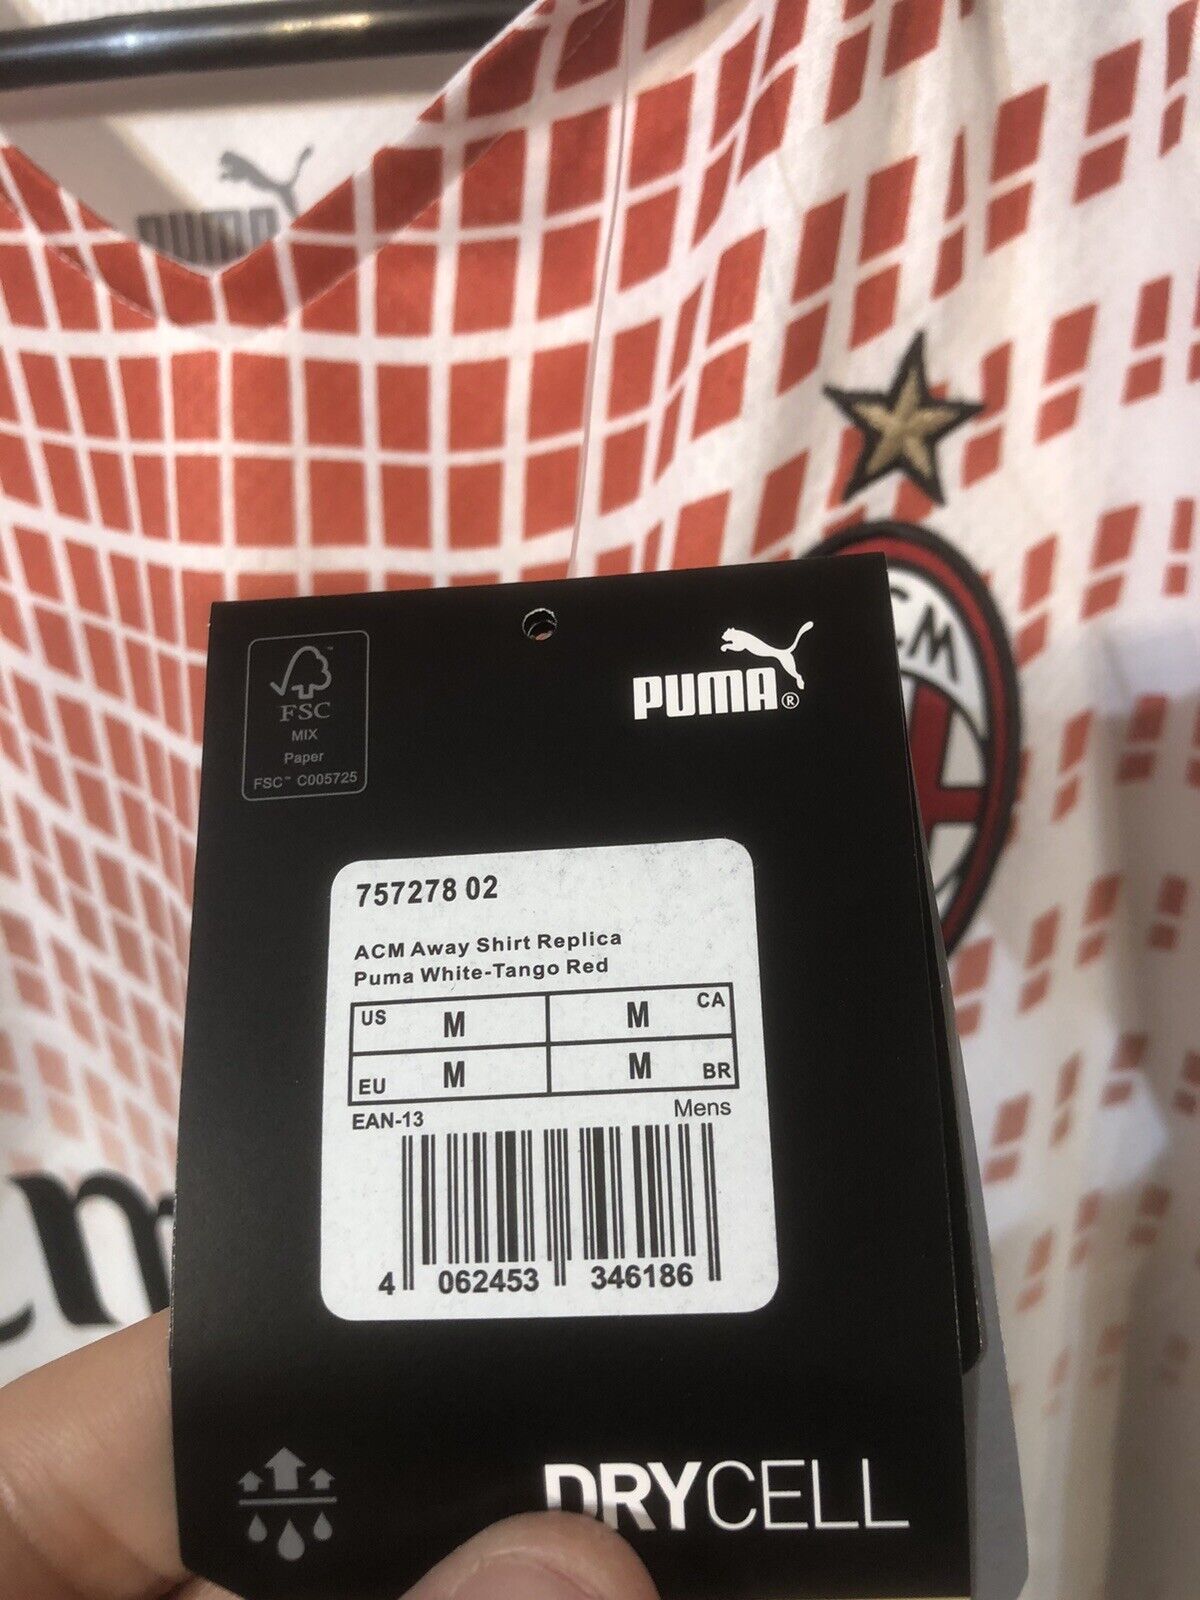 PUMA
CM
FSC
MIX
Paper
FSC™ C005725
PUMA®
757278 02
ACM Away Shirt Replica
Puma White-Tango Red
US M M CA
EU M M BR
EAN-13 Mens
4 062453 346186
DRYCELL